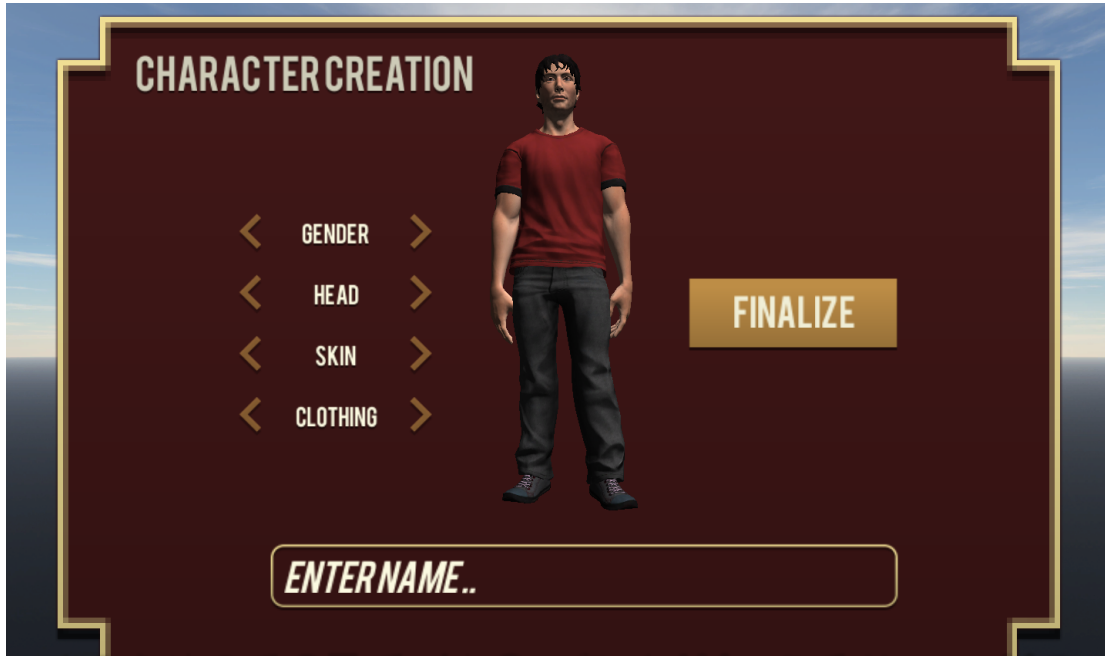 CHARACTER CREATION
GENDER
HEAD
SKIN
CLOTHING
FINALIZE
ENTER NAME..